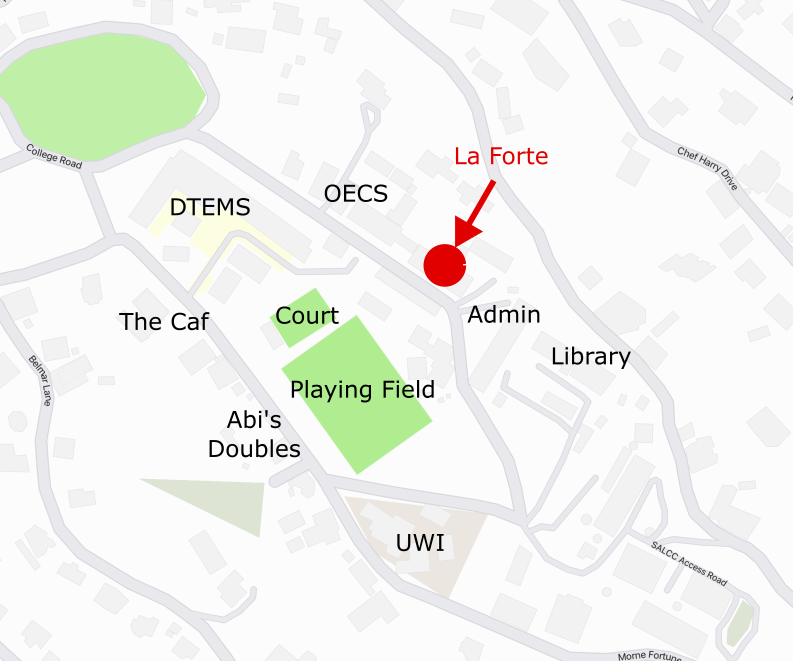 La Forte
College Road
Chef Harry Drive
OECS
DTEMS
The Caf
Court
Admin
Library
Belmar Lane
Playing Field
Abi's
Doubles
UWI
SALCC Access Road
Morne Fortune